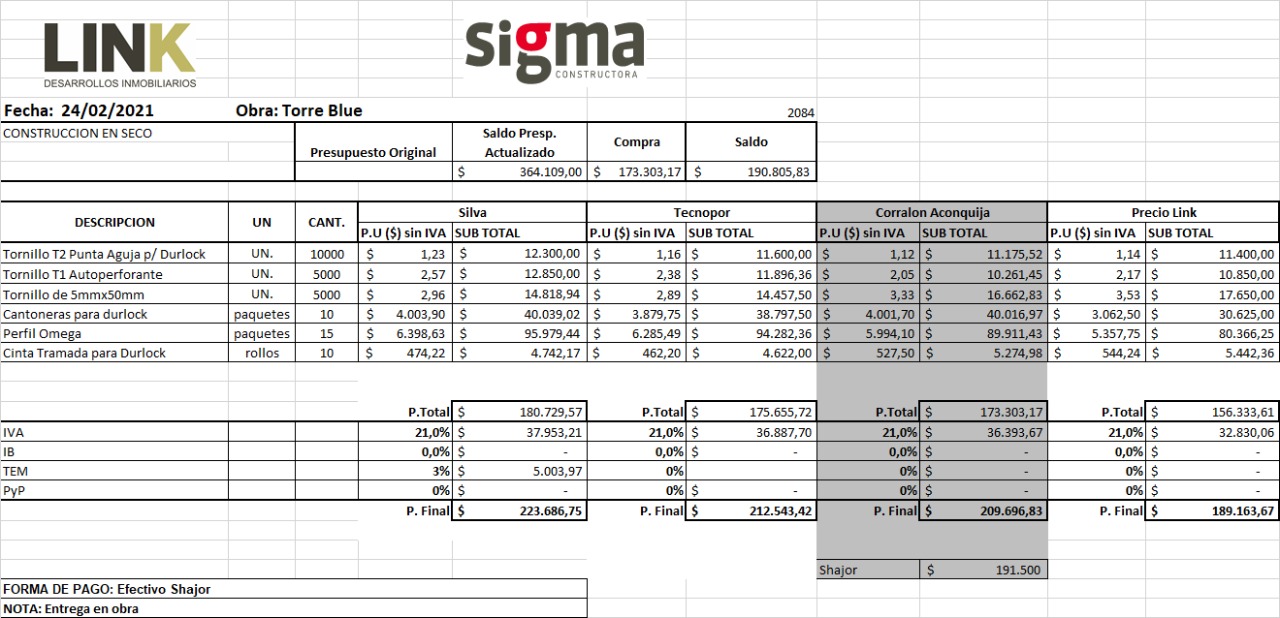 LINK
DESARROLLOS INMOBILIARIOS
sigma
CONSTRUCTORA
Fecha: 24/02/2021 Obra: Torre Blue 2084
CONSTRUCCION EN SECO
Presupuesto Original Saldo Presp. Actualizado Compra Saldo
$ 364.109,00 $ 173.303,17 $ 190.805,83
DESCRIPCION UN CANT. Silva Tecnopor Corralon Aconquija Precio Link
P.U ($) sin IVA SUB TOTAL P.U ($) sin IVA SUB TOTAL P.U ($) sin IVA SUB TOTAL P.U ($) sin IVA SUB TOTAL
Tornillo T2 Punta Aguja p/ Durlock UN. 10000 $ 1,23 $ 12.300,00 $ 1,16 $ 11.600,00 $ 1,12 $ 11.175,52 $ 1,14 $ 11.400,00
Tornillo T1 Autoperforante UN. 5000 $ 2,57 $ 12.850,00 $ 2,38 $ 11.896,36 $ 2,05 $ 10.261,45 $ 2,17 $ 10.850,00
Tornillo de 5mmx50mm UN. 5000 $ 2,96 $ 14.818,94 $ 2,89 $ 14.457,50 $ 3,33 $ 16.662,83 $ 3,53 $ 17.650,00
Cantoneras para durlock paquetes 10 $ 4.003,90 $ 40.039,02 $ 3.879,75 $ 38.797,50 $ 4.001,70 $ 40.016,97 $ 3.062,50 $ 30.625,00
Perfil Omega paquetes 15 $ 6.398,63 $ 95.979,44 $ 6.285,49 $ 94.282,36 $ 5.994,10 $ 89.911,43 $ 5.357,75 $ 80.366,25
Cinta Tramada para Durlock rollos 10 $ 474,22 $ 4.742,17 $ 462,20 $ 4.622,00 $ 527,50 $ 5.274,98 $ 544,24 $ 5.442,36
P.Total $ 180.729,57 P.Total $ 175.655,72 P.Total $ 173.303,17 P.Total $ 156.333,61
IVA 21,0% $ 37.953,21 21,0% $ 36.887,70 21,0% $ 36.393,67 21,0% $ 32.830,06
IB 0,0% $ - 0,0% $ - 0,0% $ - 0,0% $ -
TEM 3% $ 5.003,97 0% 0% $ - 0% $ -
PyP 0% $ - 0% $ - 0% $ - 0% $ -
P. Final $ 223.686,75 P. Final $ 212.543,42 P. Final $ 209.696,83 P. Final $ 189.163,67
Shajor $ 191.500
FORMA DE PAGO: Efectivo Shajor
NOTA: Entrega en obra